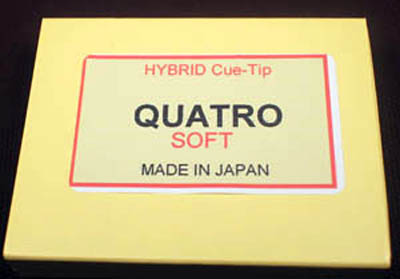 HYBRID Cue-Tip
QUATRO
SOFT
MADE IN JAPAN